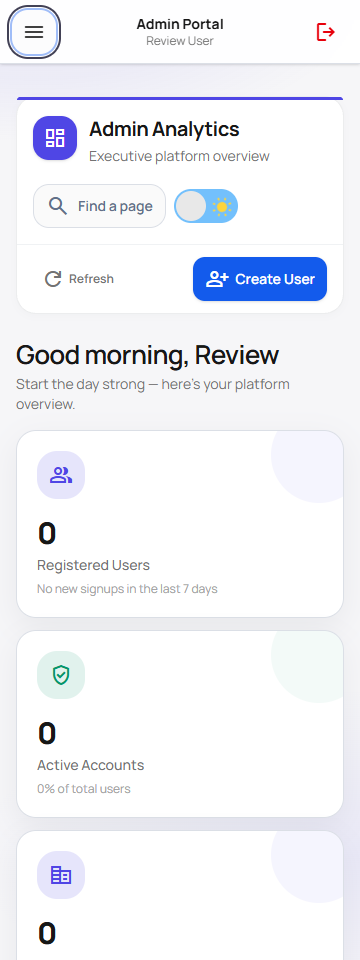 Admin Portal
Review User
Admin Analytics
Executive platform overview
Find a page
Refresh
Create User
Good morning, Review
Start the day strong — here's your platform
overview.
0
Registered Users
No new signups in the last 7 days
0
Active Accounts
0% of total users
0